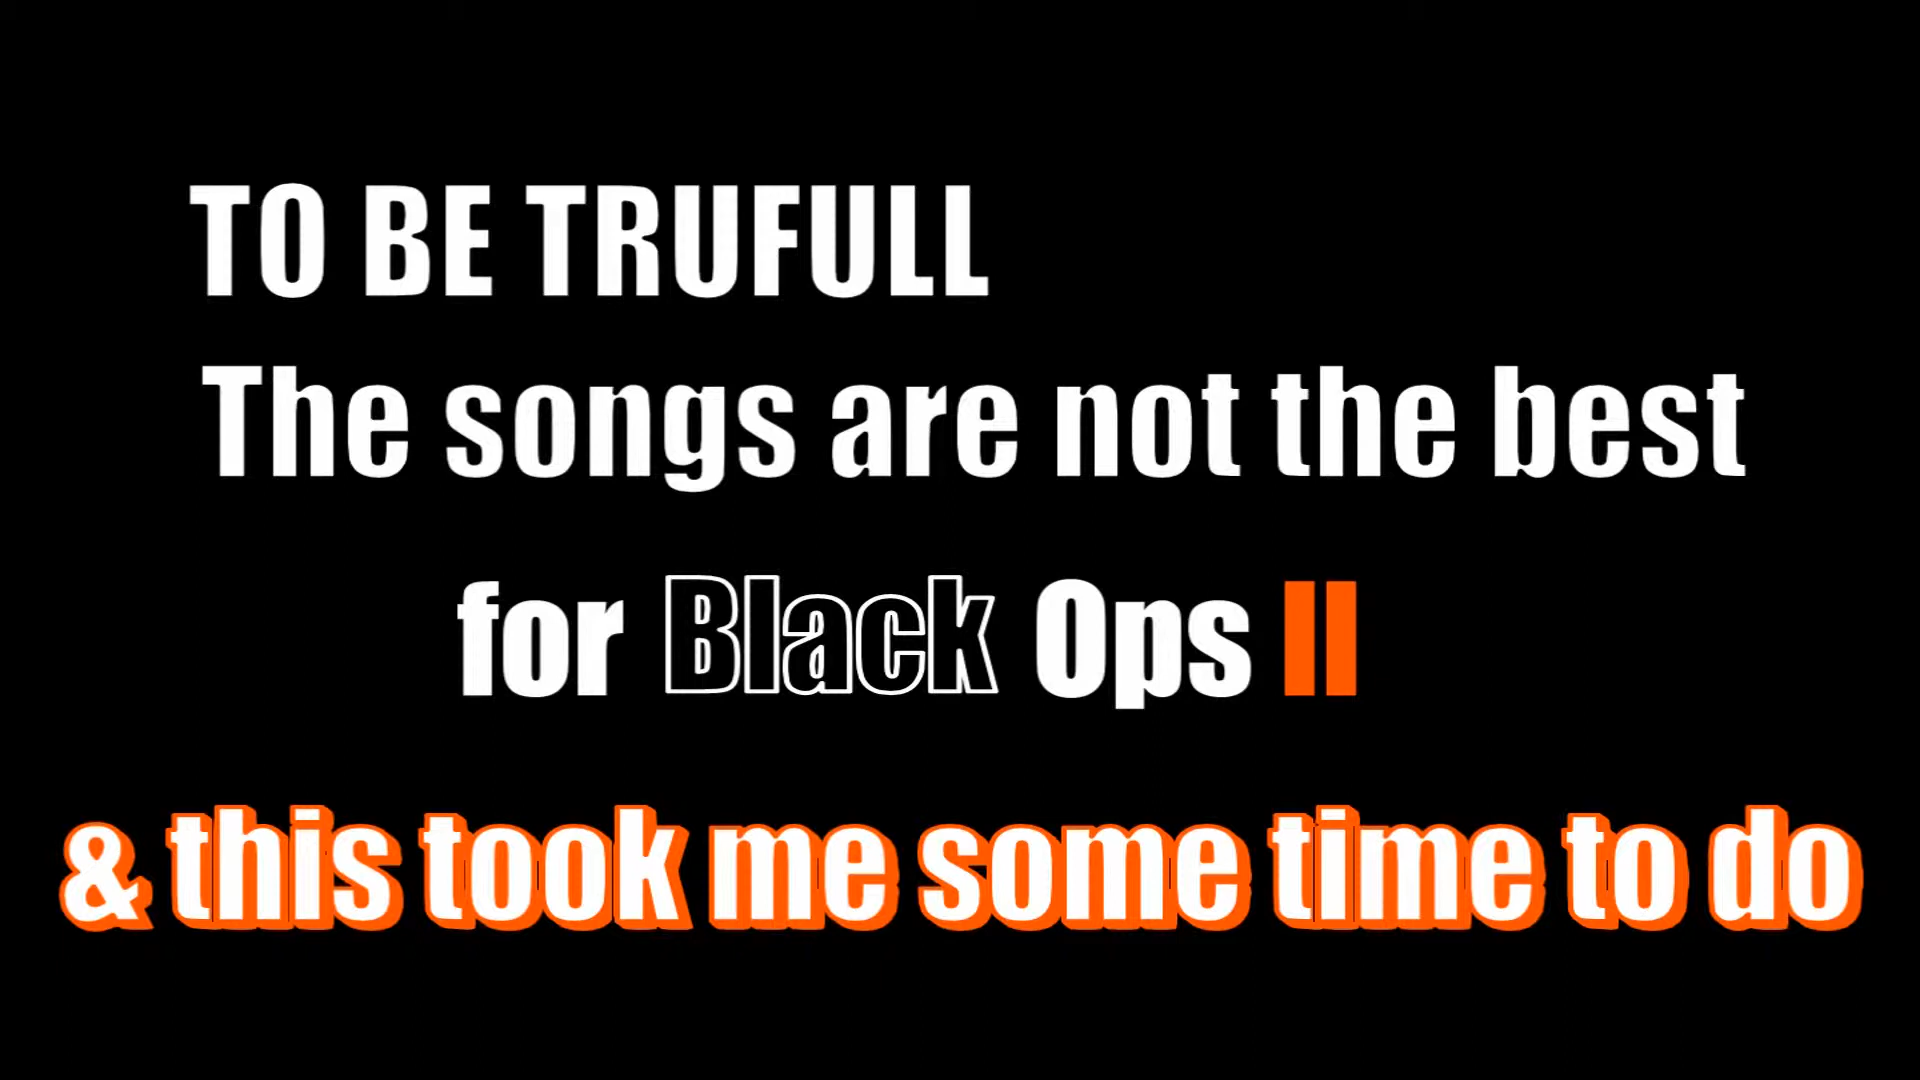 TO BE TRUFULL
The songs are not the best
for Black Ops II
& this took me some time to do